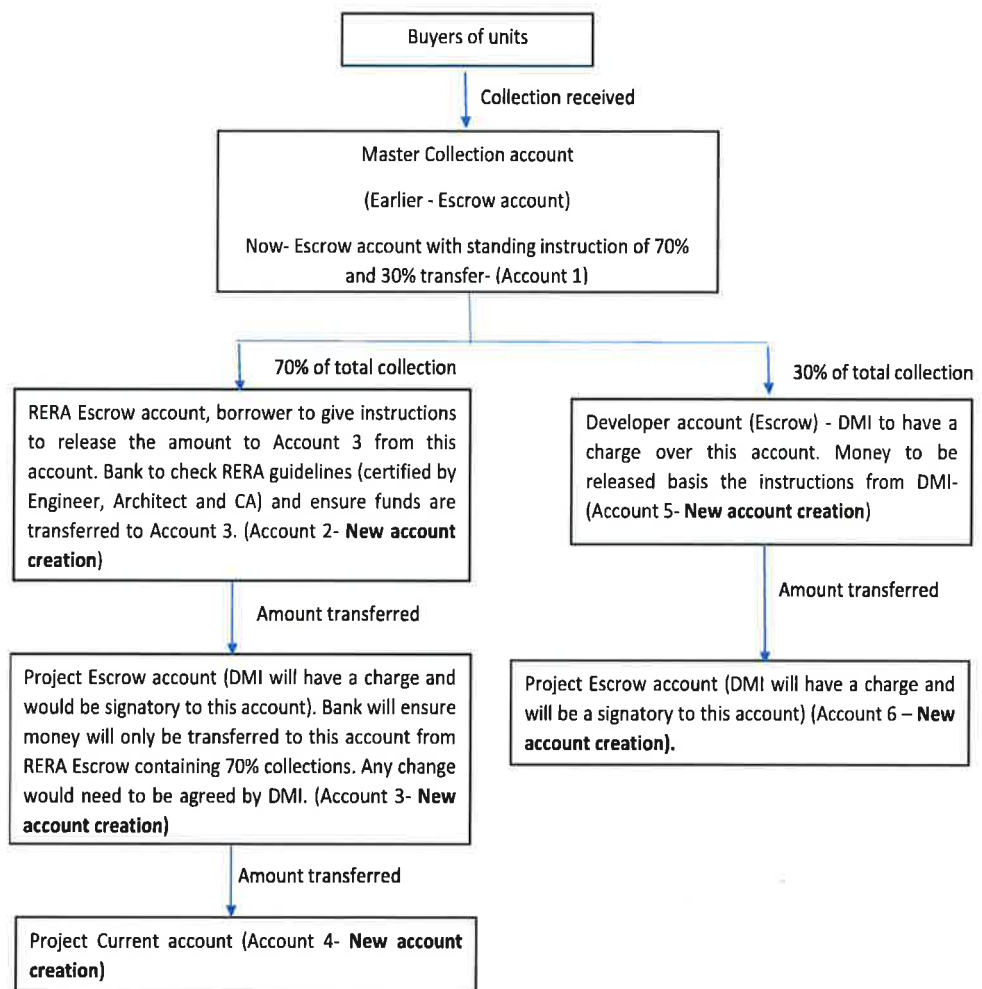 Buyers of units
Collection received
Master Collection account
(Earlier - Escrow account)
Now- Escrow account with standing instruction of 70%
and 30% transfer- (Account 1)
70% of total collection
30% of total collection
RERA Escrow account, borrower to give instructions
to release the amount to Account 3 from this
account. Bank to check RERA guidelines (certified by
Engineer, Architect and CA) and ensure funds are
transferred to Account 3. (Account 2- New account
creation)
Developer account (Escrow) - DMI to have a
charge over this account. Money to be
released basis the instructions from DMI-
(Account 5- New account creation)
Amount transferred
Amount transferred
Project Escrow account (DMI will have a charge and
would be signatory to this account). Bank will ensure
money will only be transferred to this account from
RERA Escrow containing 70% collections. Any change
would need to be agreed by DMI. (Account 3- New
account creation)
Project Escrow account (DMI will have a charge and
will be a signatory to this account) (Account 6 – New
account creation).
Amount transferred
Project Current account (Account 4- New account
creation)